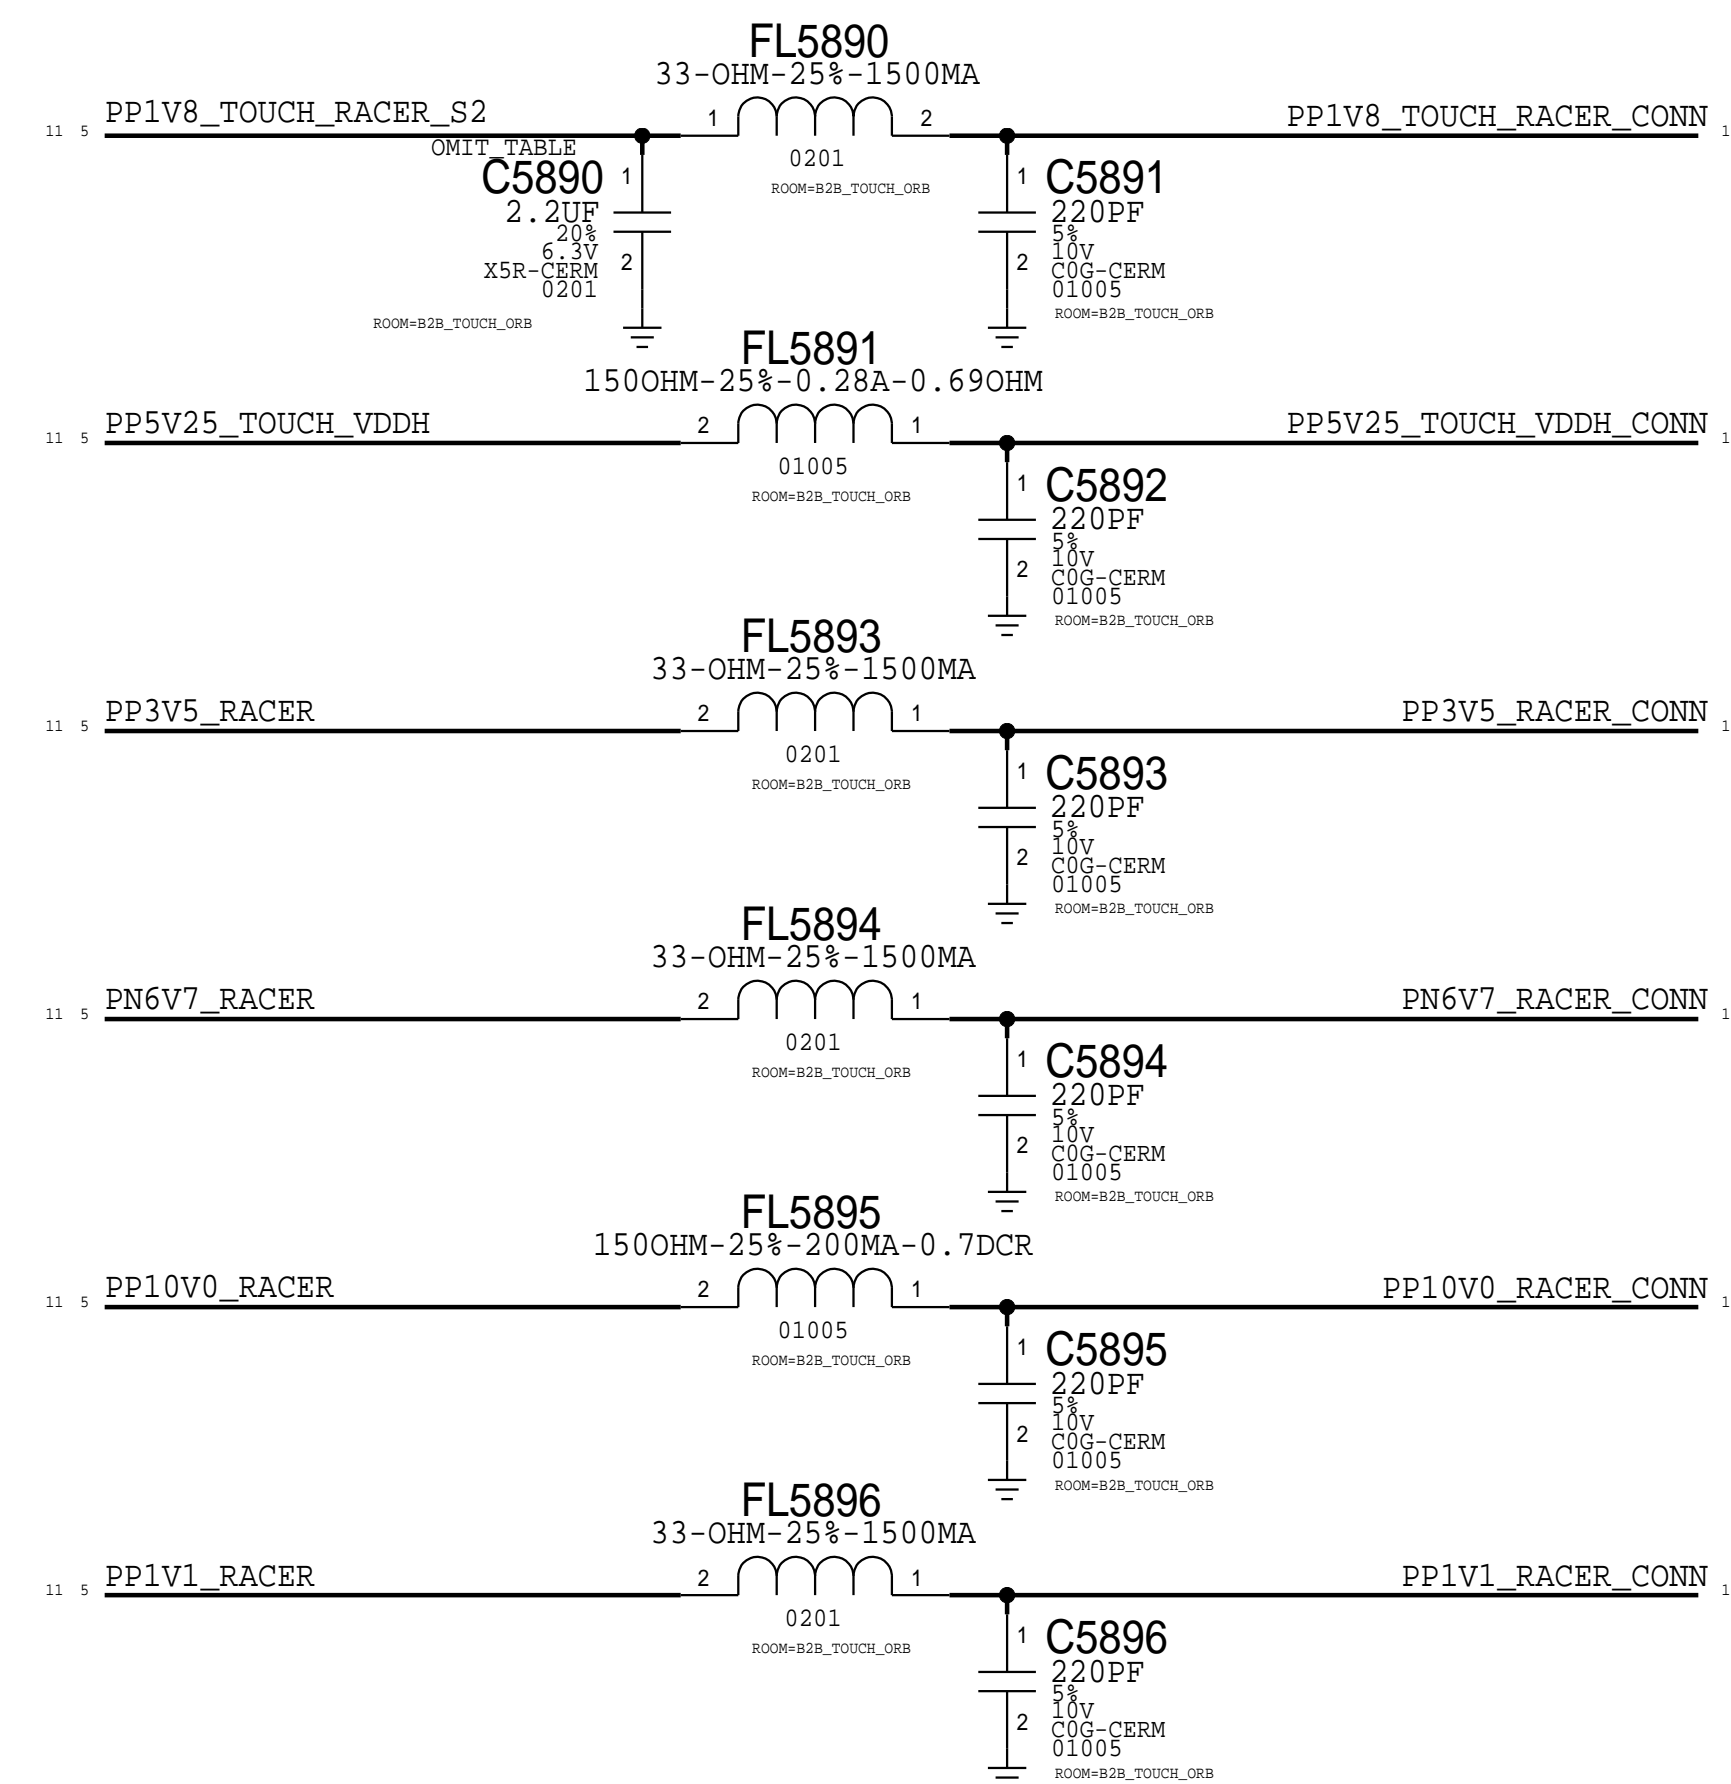 FL5890
33-OHM-25%-1500MA
11 5 PP1V8_TOUCH_RACER_S2 1 2 PP1V8_TOUCH_RACER_CONN 1
OMIT_TABLE
0201
ROOM=B2B_TOUCH_ORB
C5890 1
2.2UF
20%
6.3V
X5R-CERM 2
0201
ROOM=B2B_TOUCH_ORB
1 C5891
220PF
5%
10V
2 C0G-CERM
01005
ROOM=B2B_TOUCH_ORB
FL5891
150OHM-25%-0.28A-0.69OHM
11 5 PP5V25_TOUCH_VDDH 2 1 PP5V25_TOUCH_VDDH_CONN 1
01005
ROOM=B2B_TOUCH_ORB
1 C5892
220PF
5%
10V
2 C0G-CERM
01005
ROOM=B2B_TOUCH_ORB
FL5893
33-OHM-25%-1500MA
11 5 PP3V5_RACER 2 1 PP3V5_RACER_CONN 1
0201
ROOM=B2B_TOUCH_ORB
1 C5893
220PF
5%
10V
2 C0G-CERM
01005
ROOM=B2B_TOUCH_ORB
FL5894
33-OHM-25%-1500MA
11 5 PN6V7_RACER 2 1 PN6V7_RACER_CONN 1
0201
ROOM=B2B_TOUCH_ORB
1 C5894
220PF
5%
10V
2 C0G-CERM
01005
ROOM=B2B_TOUCH_ORB
FL5895
150OHM-25%-200MA-0.7DCR
11 5 PP10V0_RACER 2 1 PP10V0_RACER_CONN 1
01005
ROOM=B2B_TOUCH_ORB
1 C5895
220PF
5%
10V
2 C0G-CERM
01005
ROOM=B2B_TOUCH_ORB
FL5896
33-OHM-25%-1500MA
11 5 PP1V1_RACER 2 1 PP1V1_RACER_CONN 1
0201
ROOM=B2B_TOUCH_ORB
1 C5896
220PF
5%
10V
2 C0G-CERM
01005
ROOM=B2B_TOUCH_ORB